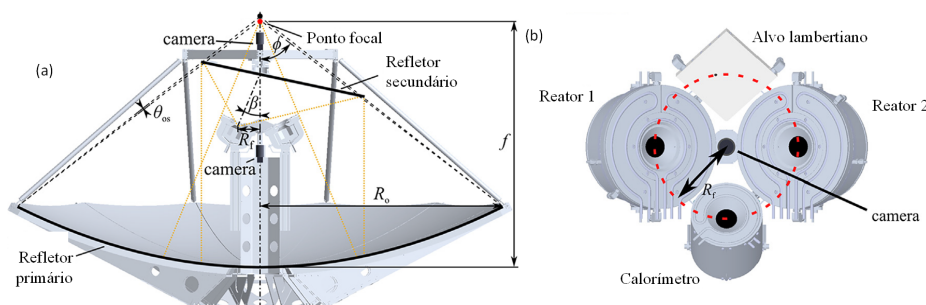 (a)
camera
Ponto focal
ϕ
Refletor
secundário
θos
β
Rf
camera
f
Ro
Refletor
primário
(b)
Alvo lambertiano
Reator 1
Reator 2
Rf
camera
Calorímetro